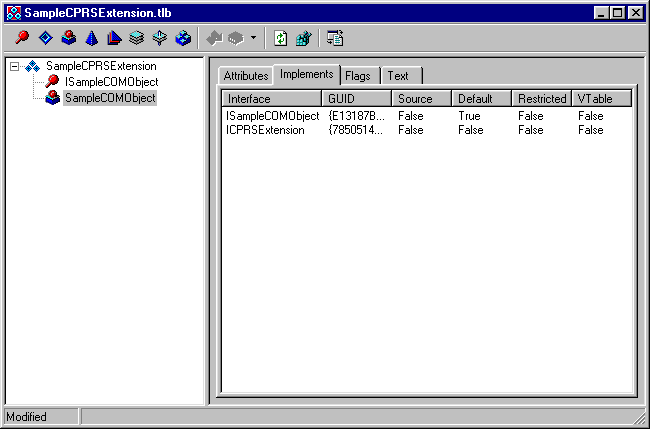 SampleCPRSExtension.tlb
SampleCPRSExtension
ISampleCOMObject
SampleCOMObject
Attributes Implements Flags Text
Interface GUID Source Default Restricted VTable
ISampleCOMObject {E13187B... False True False False
ICPRSExtension {7850514... False False False False
Modified